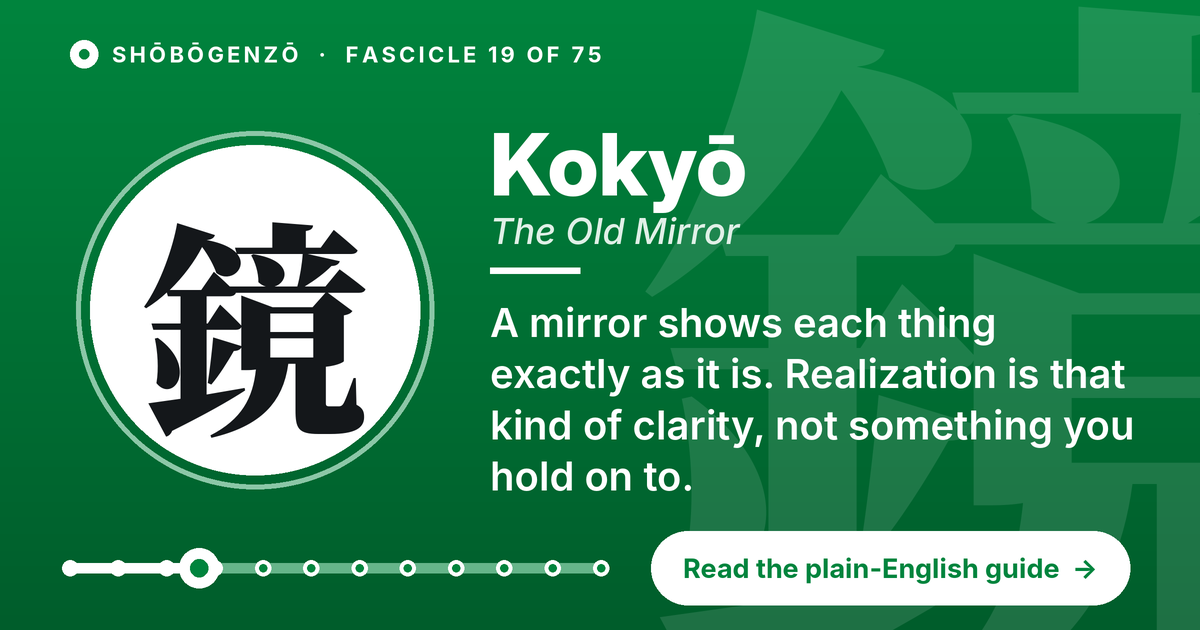 SHŌBŌGENZŌ · FASCICLE 19 OF 75
鏡
Kokyō
The Old Mirror
A mirror shows each thing
exactly as it is. Realization is that
kind of clarity, not something you
hold on to.
Read the plain-English guide →